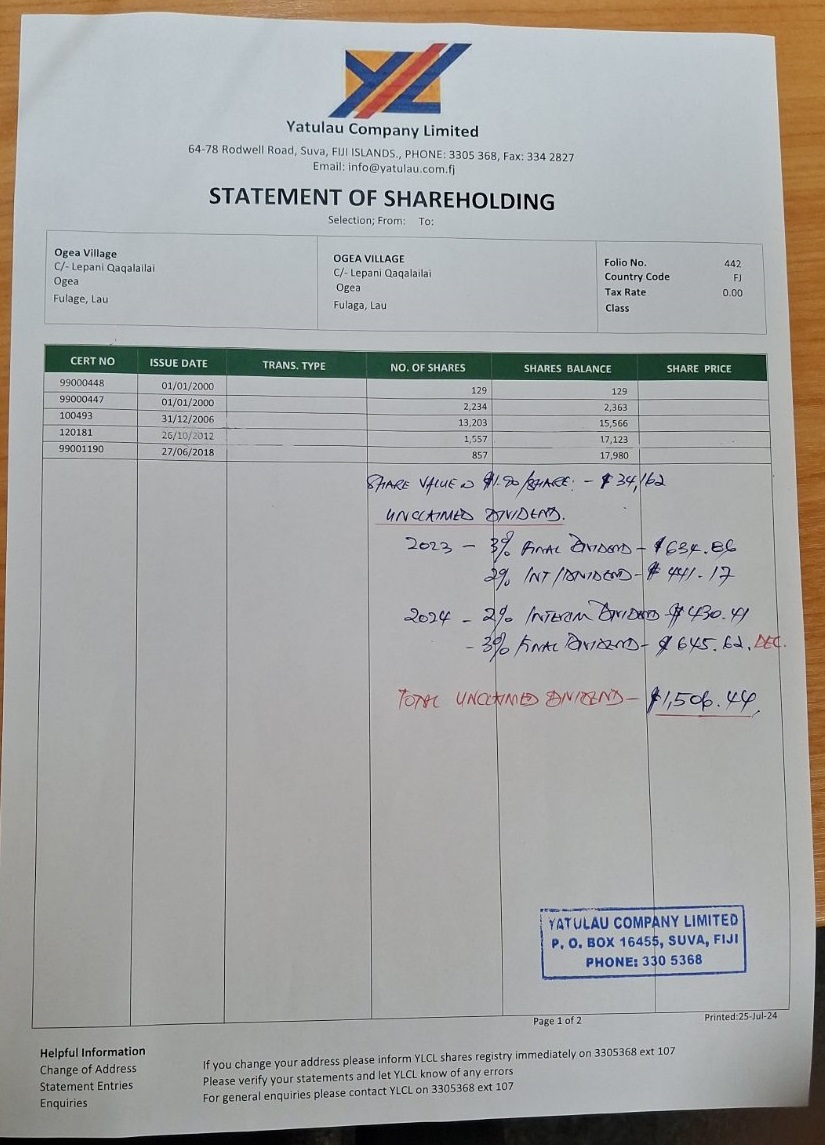 YL
Yatulau Company Limited
64-78 Rodwell Road, Suva, FIJI ISLANDS., PHONE: 3305 368, Fax: 334 2827
Email: info@yatulau.com.fj
STATEMENT OF SHAREHOLDING
Selection; From: To:
Ogea Village
C/- Lepani Qaqalailai
Ogea
Fulage, Lau
OGEA VILLAGE
C/- Lepani Qaqalailai
Ogea
Fulaga, Lau
Folio No. 442
Country Code FJ
Tax Rate 0.00
Class
CERT NO ISSUE DATE TRANS. TYPE NO. OF SHARES SHARES BALANCE SHARE PRICE
99000448 01/01/2000 129 129
99000447 01/01/2000 2,234 2,363
100493 31/12/2006 13,203 15,566
120181 26/10/2012 1,557 17,123
99001190 27/06/2018 857 17,980
SHARE VALUE @ $1.90/SHARE: - $34,162
UNCLAIMED DIVIDEND.
2023 - 3% FINAL DIVIDEND - $634.86
2% INT/DIVIDEND - $441.17
2024 - 2% INTERIM DIVIDEND - $430.41
- 3% FINAL DIVIDEND - $645.62. DEC.
TOTAL UNCLAIMED DIVIDEND - $1,506.44
YATULAU COMPANY LIMITED
P. O. BOX 16455, SUVA, FIJI
PHONE: 330 5368
Page 1 of 2 Printed:25-Jul-24
Helpful Information
Change of Address If you change your address please inform YLCL shares registry immediately on 3305368 ext 107
Statement Entries Please verify your statements and let YLCL know of any errors
Enquiries For general enquiries please contact YLCL on 3305368 ext 107